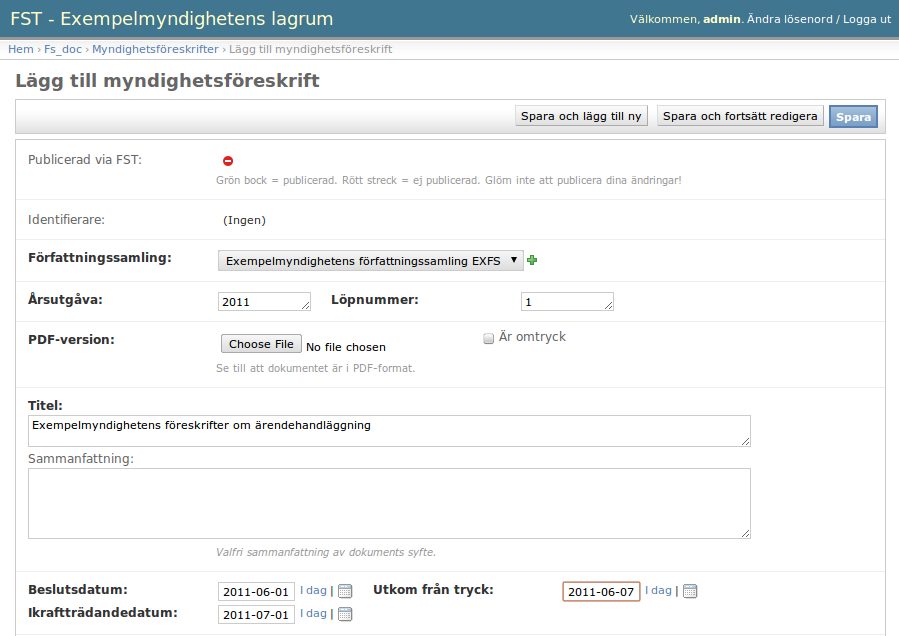 FST - Exempelmyndighetens lagrum
Välkommen, admin. Ändra lösenord / Logga ut
Hem › Fs_doc › Myndighetsföreskrifter › Lägg till myndighetsföreskrift
Lägg till myndighetsföreskrift
Spara och lägg till ny Spara och fortsätt redigera Spara
Publicerad via FST:
Grön bock = publicerad. Rött streck = ej publicerad. Glöm inte att publicera dina ändringar!
Identifierare: (Ingen)
Författningssamling: Exempelmyndighetens författningssamling EXFS
Årsutgåva: 2011 Löpnummer: 1
PDF-version: Choose File No file chosen Är omtryck
Se till att dokumentet är i PDF-format.
Titel:
Exempelmyndighetens föreskrifter om ärendehandläggning
Sammanfattning:
Valfri sammanfattning av dokuments syfte.
Beslutsdatum: 2011-06-01 I dag | Utkom från tryck: 2011-06-07 I dag |
Ikraftträdandedatum: 2011-07-01 I dag |